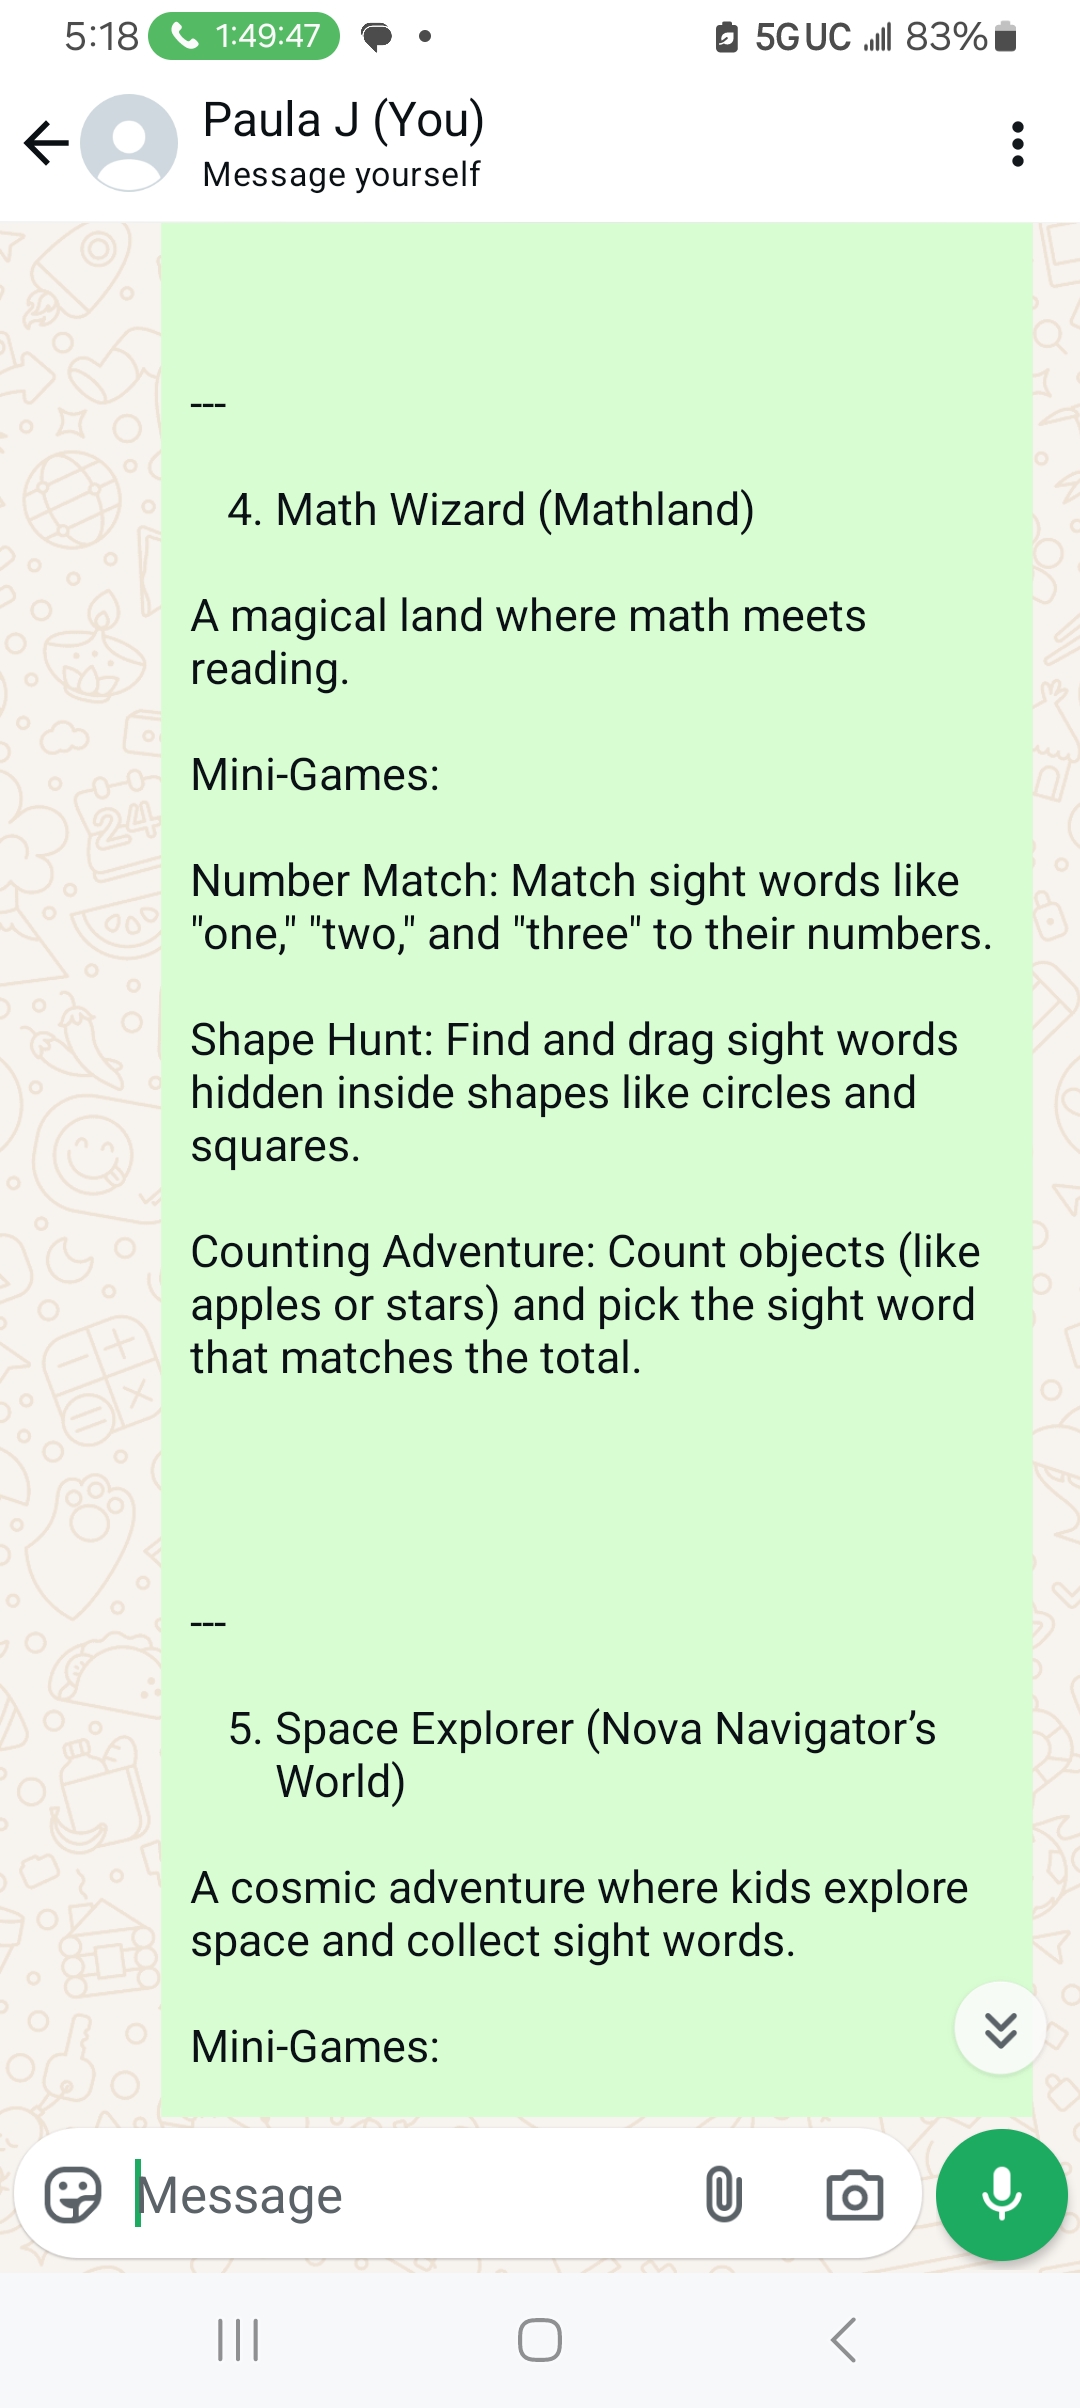 5:18 1:49:47 5G UC 83%
Paula J (You)
Message yourself
---
4. Math Wizard (Mathland)
A magical land where math meets
reading.
Mini-Games:
Number Match: Match sight words like
"one," "two," and "three" to their numbers.
Shape Hunt: Find and drag sight words
hidden inside shapes like circles and
squares.
Counting Adventure: Count objects (like
apples or stars) and pick the sight word
that matches the total.
---
5. Space Explorer (Nova Navigator’s
World)
A cosmic adventure where kids explore
space and collect sight words.
Mini-Games:
Message